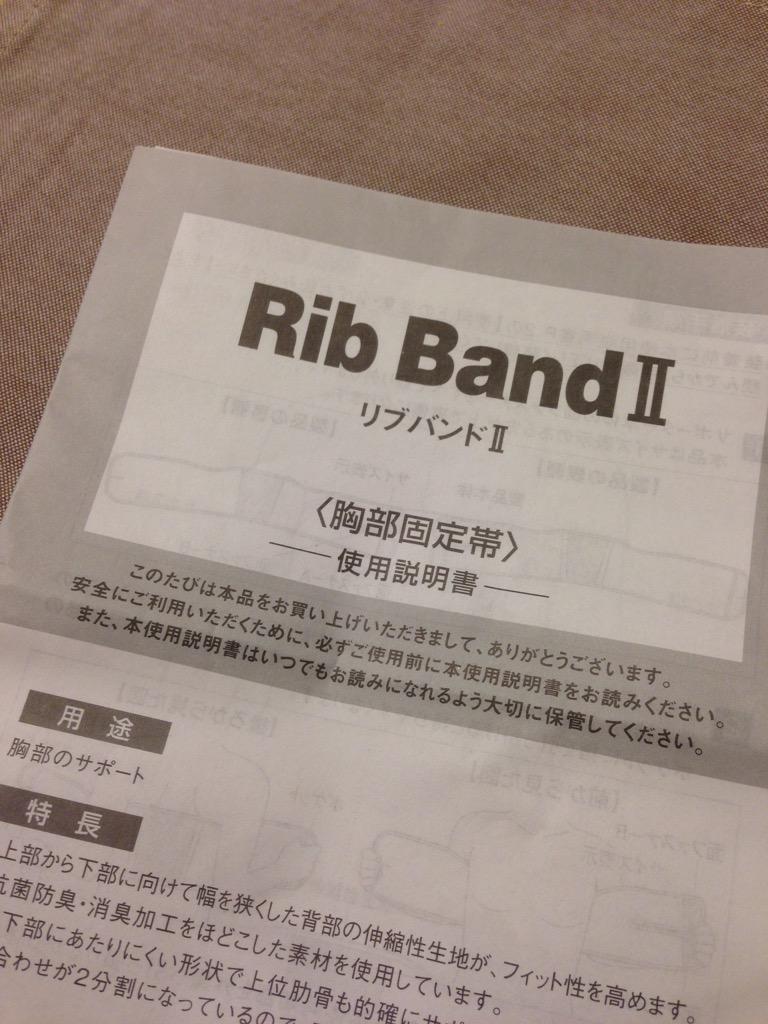 Rib BandⅡ
リブバンドⅡ
〈胸部固定帯〉
使用説明書
このたびは本品をお買い上げいただきまして、ありがとうございます。
安全にご利用いただくために、必ずご使用前に本使用説明書をお読みください。
また、本使用説明書はいつでもお読みになれるよう大切に保管してください。
用途
胸部のサポート
特長
上部から下部に向けて幅を狭くした背部の伸縮性生地が、フィット性を高めます。
抗菌防臭・消臭加工をほどこした素材を使用しています。
下部にあたりにくい形状で上位肋骨も的確にサポ
合わせが2分割になっているので、